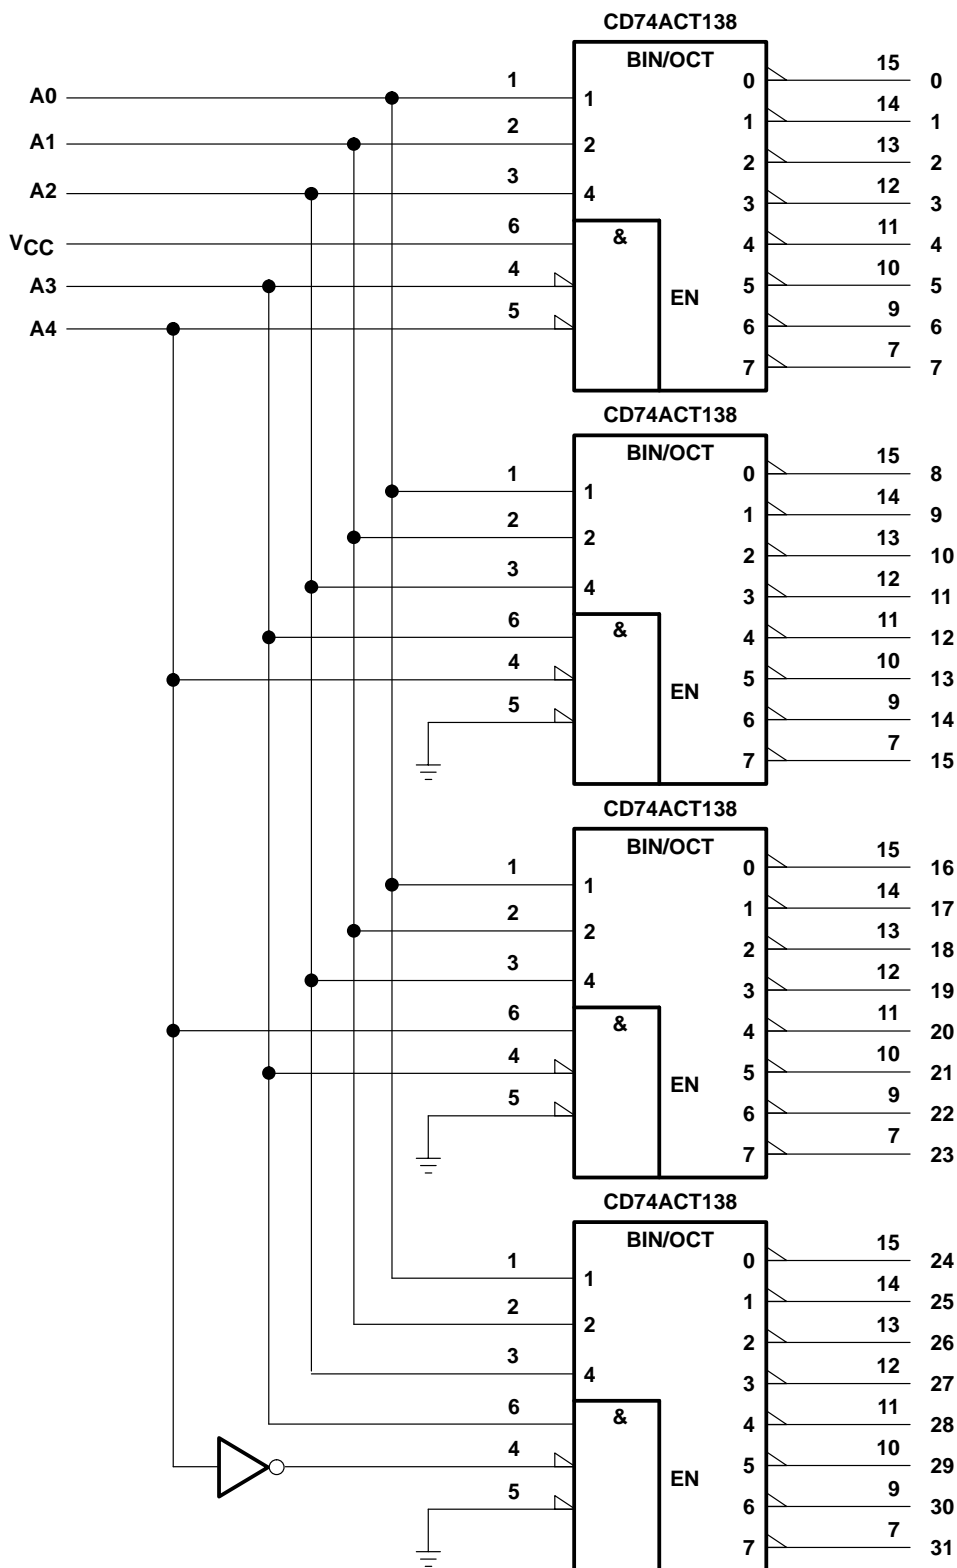 CD74ACT138
BIN/OCT
A0 1 1 0 15 0
A1 2 2 1 14 1
A2 3 4 2 13 2
3 12 3
VCC 6 & 4 11 4
A3 4 EN 5 10 5
A4 5 6 9 6
7 7 7
CD74ACT138
BIN/OCT
1 1 0 15 8
2 2 1 14 9
3 4 2 13 10
3 12 11
6 & 4 11 12
4 EN 5 10 13
5 6 9 14
7 7 15
CD74ACT138
BIN/OCT
1 1 0 15 16
2 2 1 14 17
3 4 2 13 18
3 12 19
6 & 4 11 20
4 EN 5 10 21
5 6 9 22
7 7 23
CD74ACT138
BIN/OCT
1 1 0 15 24
2 2 1 14 25
3 4 2 13 26
3 12 27
6 & 4 11 28
4 EN 5 10 29
5 6 9 30
7 7 31